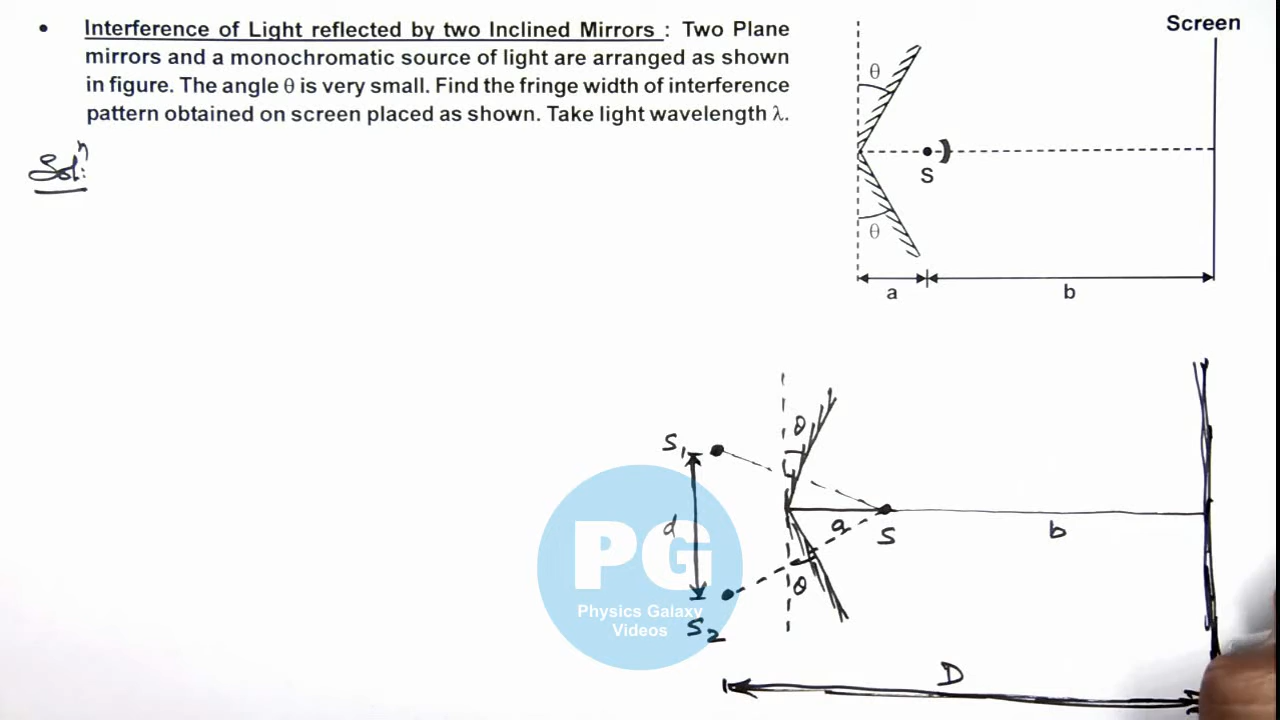 • Interference of Light reflected by two Inclined Mirrors : Two Plane
mirrors and a monochromatic source of light are arranged as shown
in figure. The angle θ is very small. Find the fringe width of interference
pattern obtained on screen placed as shown. Take light wavelength λ.
Screen
θ
S
θ
a
b
Solⁿ:
θ
S₁
d
a
S
b
θ
S₂
D
PG
Physics Galaxy
Videos